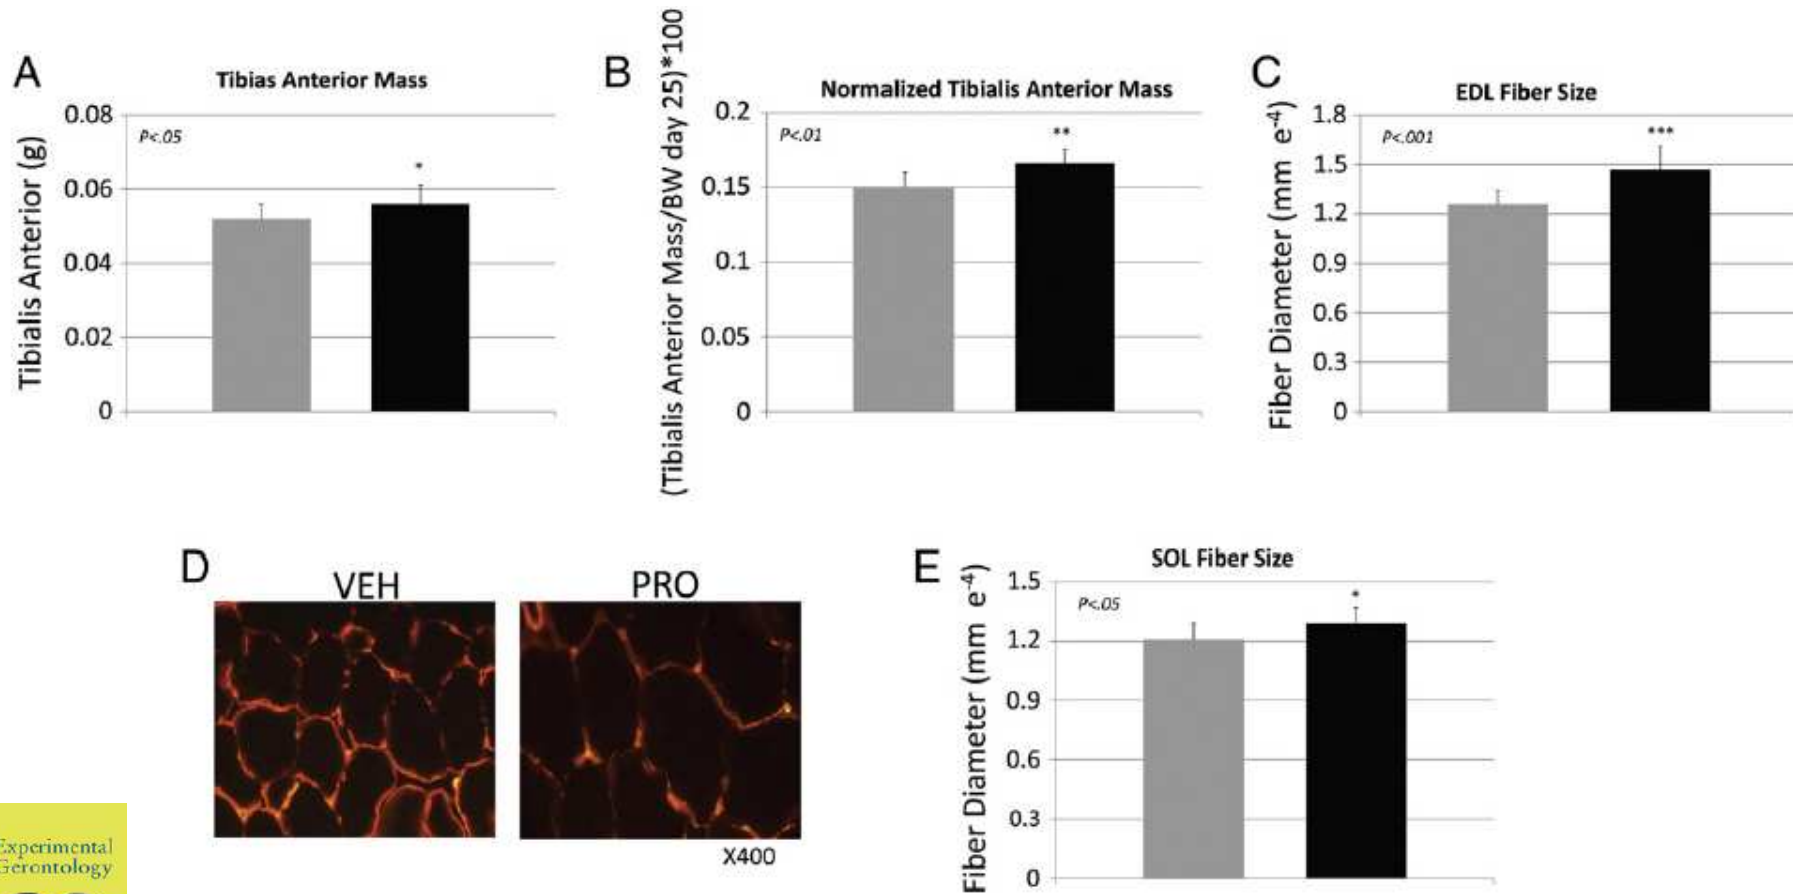 A
Tibias Anterior Mass
Tibialis Anterior (g)
0.08
0.06
0.04
0.02
0
P<.05
*
B
Normalized Tibialis Anterior Mass
(Tibialis Anterior Mass/BW day 25)*100
0.2
0.15
0.1
0.05
0
P<.01
**
C
EDL Fiber Size
Fiber Diameter (mm e-4)
1.8
1.5
1.2
0.9
0.6
0.3
0
P<.001
***
D
VEH
PRO
X400
E
SOL Fiber Size
Fiber Diameter (mm e-4)
1.5
1.2
0.9
0.6
0.3
0
P<.05
*
Experimental
Gerontology